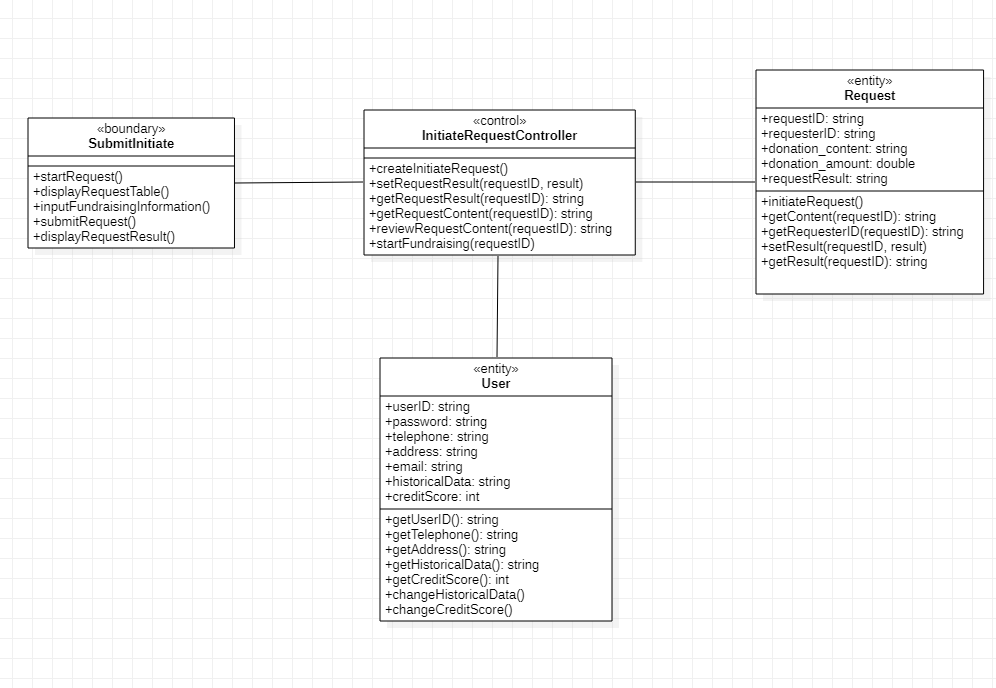 «boundary»
SubmitInitiate
+startRequest()
+displayRequestTable()
+inputFundraisingInformation()
+submitRequest()
+displayRequestResult()
«control»
InitiateRequestController
+createInitiateRequest()
+setRequestResult(requestID, result)
+getRequestResult(requestID): string
+getRequestContent(requestID): string
+reviewRequestContent(requestID): string
+startFundraising(requestID)
«entity»
Request
+requestID: string
+requesterID: string
+donation_content: string
+donation_amount: double
+requestResult: string
+initiateRequest()
+getContent(requestID): string
+getRequesterID(requestID): string
+setResult(requestID, result)
+getResult(requestID): string
«entity»
User
+userID: string
+password: string
+telephone: string
+address: string
+email: string
+historicalData: string
+creditScore: int
+getUserID(): string
+getTelephone(): string
+getAddress(): string
+getHistoricalData(): string
+getCreditScore(): int
+changeHistoricalData()
+changeCreditScore()